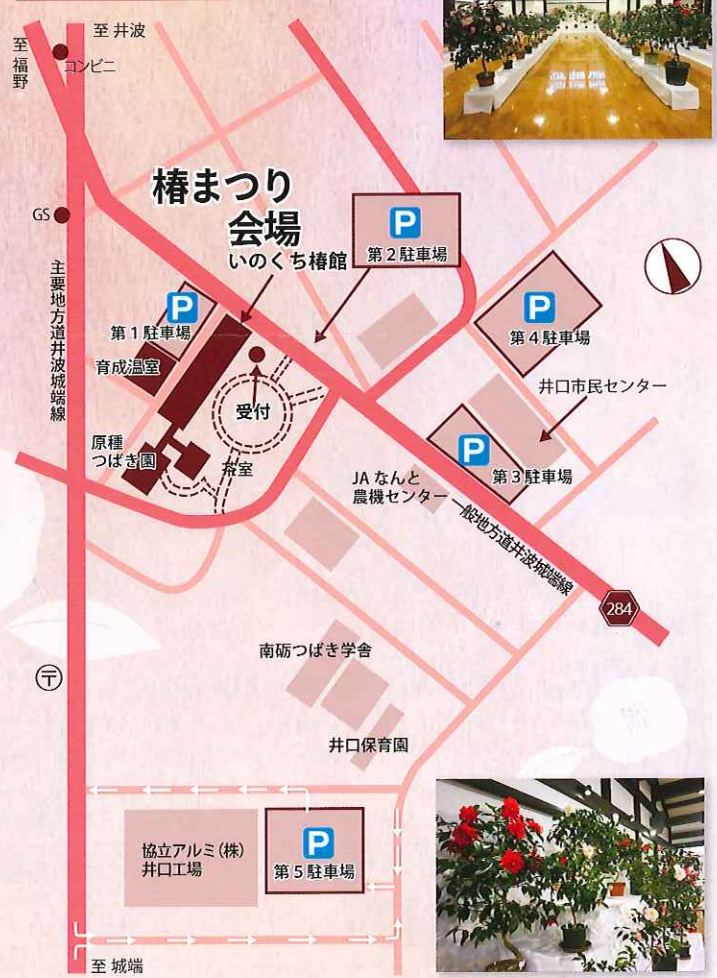 至 井波
至福野
コンビニ
椿まつり
会場
いのくち椿館
GS
P
第2駐車場
P
第1駐車場
P
第4駐車場
育成温室
主要地方道井波城端線
受付
井口市民センター
原種
つばき園
茶室
P
第3駐車場
JA なんと
農機センター
一般地方道井波城端線
284
南砺つばき学舎
〒
井口保育園
協立アルミ(株)
井口工場
P
第5駐車場
至 城端